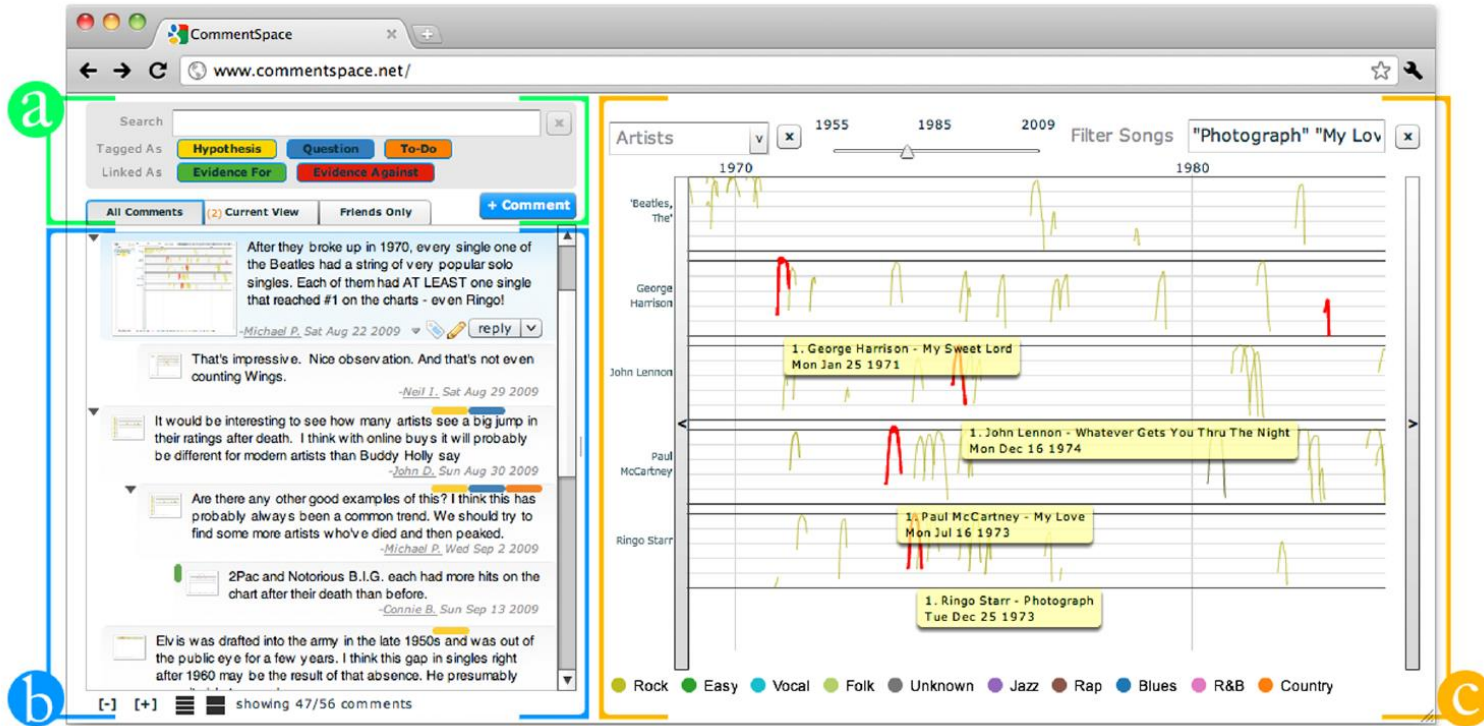 CommentSpace
www.commentspace.net/
a
Search
Tagged As Hypothesis Question To-Do
Linked As Evidence For Evidence Against
All Comments (2) Current View Friends Only + Comment
b
After they broke up in 1970, every single one of
the Beatles had a string of very popular solo
singles. Each of them had AT LEAST one single
that reached #1 on the charts - even Ringo!
-Michael P. Sat Aug 22 2009 reply
That's impressive. Nice observation. And that's not even
counting Wings.
-Neil I. Sat Aug 29 2009
It would be interesting to see how many artists see a big jump in
their ratings after death. I think with online buys it will probably
be different for modern artists than Buddy Holly say
-John D. Sun Aug 30 2009
Are there any other good examples of this? I think this has
probably always been a common trend. We should try to
find some more artists who've died and then peaked.
-Michael P. Wed Sep 2 2009
2Pac and Notorious B.I.G. each had more hits on the
chart after their death than before.
-Connie B. Sun Sep 13 2009
Elvis was drafted into the army in the late 1950s and was out of
the public eye for a few years. I think this gap in singles right
after 1960 may be the result of that absence. He presumably
[-] [+] showing 47/56 comments
c
Artists v x 1955 1985 2009 Filter Songs "Photograph" "My Lov x
1970 1980
'Beatles,
The'
George
Harrison
1. George Harrison - My Sweet Lord
Mon Jan 25 1971
John Lennon
< >
1. John Lennon - Whatever Gets You Thru The Night
Mon Dec 16 1974
Paul
McCartney
1. Paul McCartney - My Love
Mon Jul 16 1973
Ringo Starr
1. Ringo Starr - Photograph
Tue Dec 25 1973
Rock Easy Vocal Folk Unknown Jazz Rap Blues R&B Country